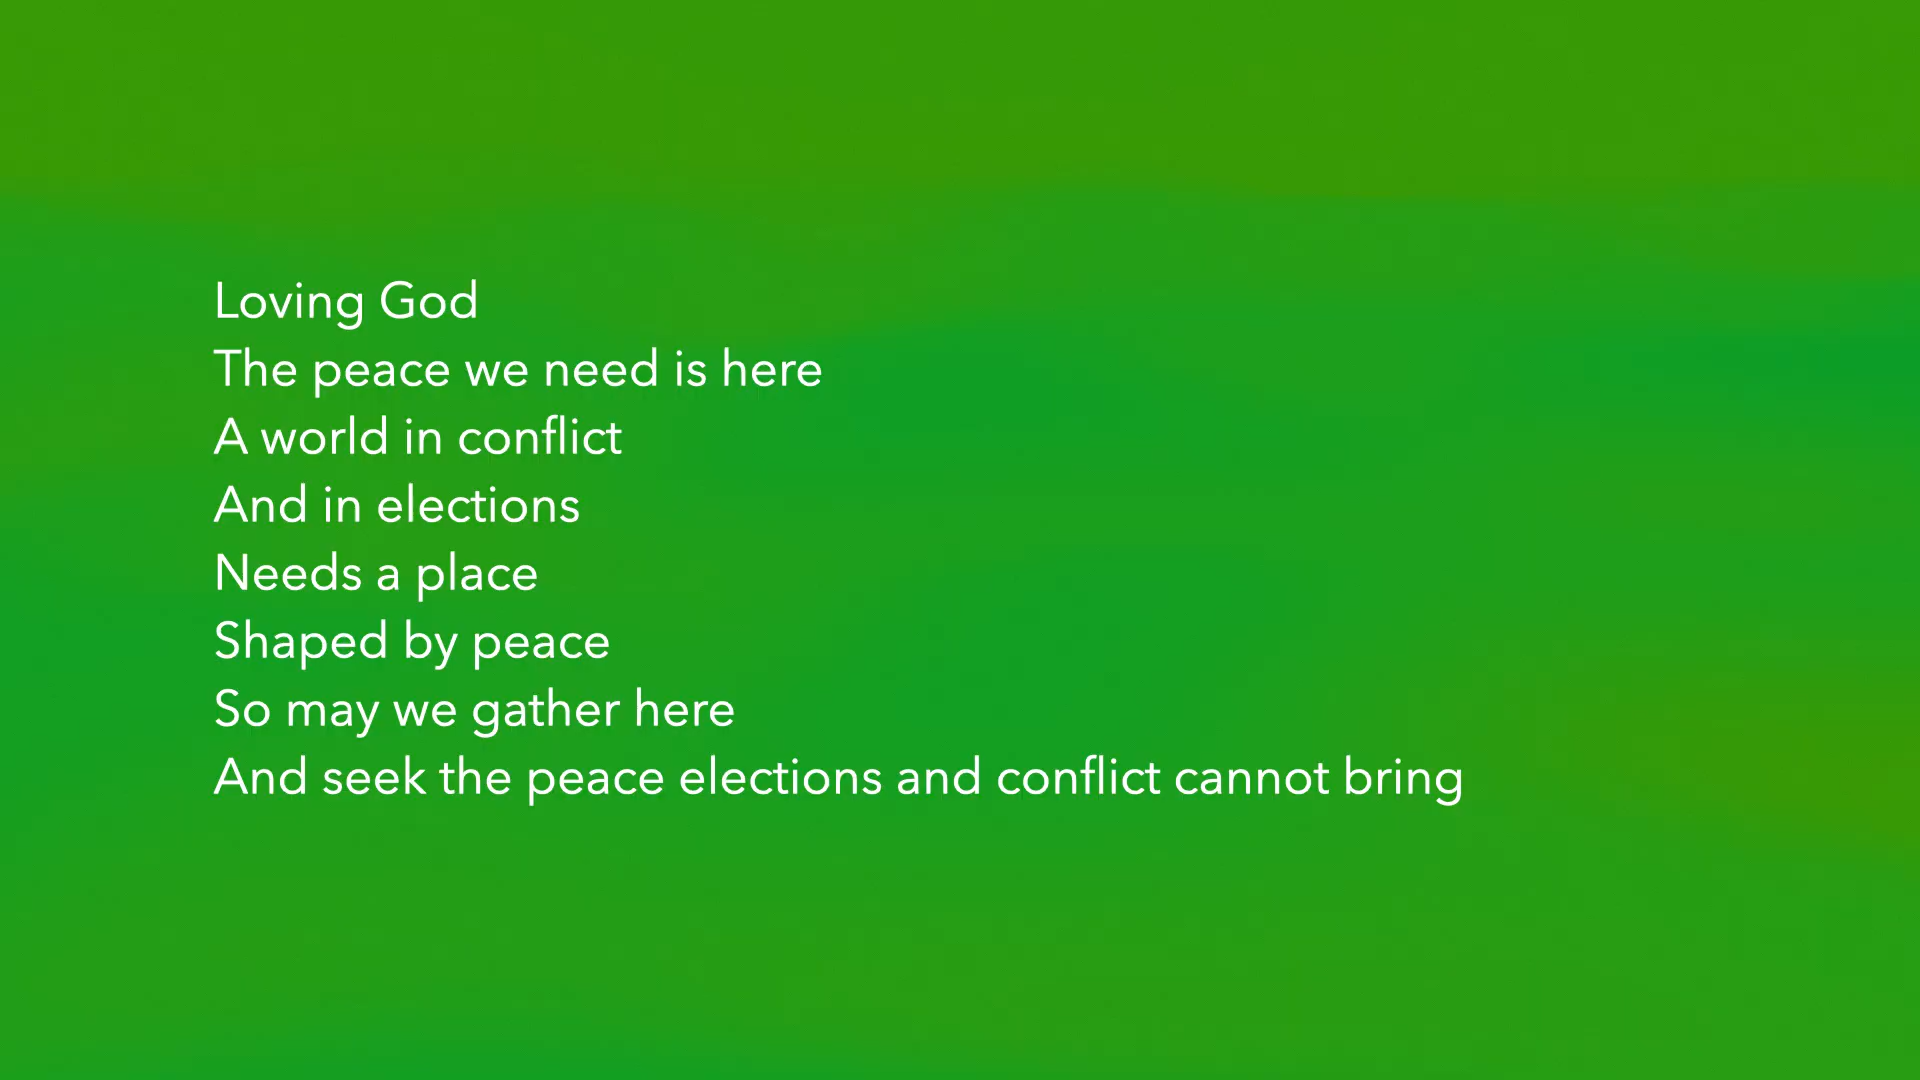 Loving God
The peace we need is here
A world in conflict
And in elections
Needs a place
Shaped by peace
So may we gather here
And seek the peace elections and conflict cannot bring